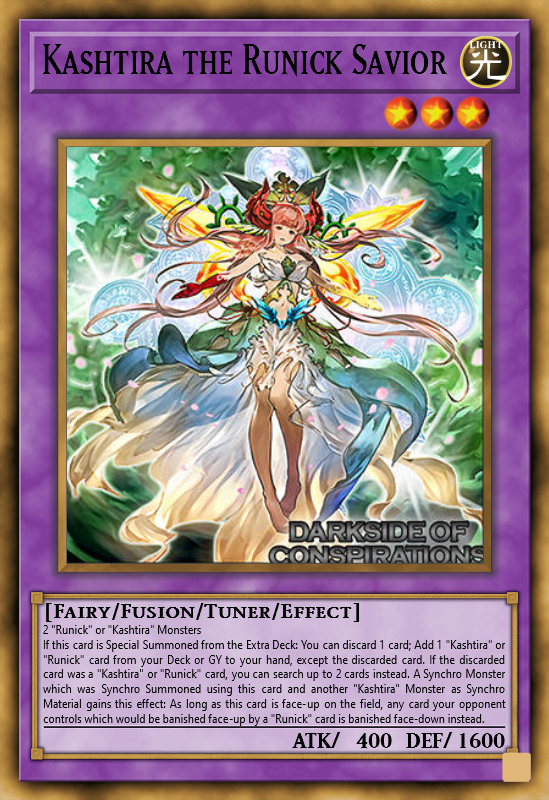 Kashtira the Runick Savior
LIGHT
光
DARKSIDE OF
CONSPIRATIONS
[Fairy/Fusion/Tuner/Effect]
2 "Runick" or "Kashtira" Monsters
If this card is Special Summoned from the Extra Deck: You can discard 1 card; Add 1 "Kashtira" or
"Runick" card from your Deck or GY to your hand, except the discarded card. If the discarded
card was a "Kashtira" or "Runick" card, you can search up to 2 cards instead. A Synchro Monster
which was Synchro Summoned using this card and another "Kashtira" Monster as Synchro
Material gains this effect: As long as this card is face-up on the field, any card your opponent
controls which would be banished face-up by a "Runick" card is banished face-down instead.
ATK/ 400 DEF/ 1600